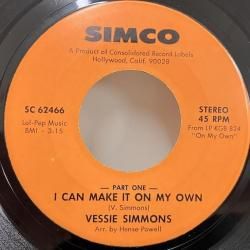 SIMCO
A Product of Consolidated Record Labels
Hollywood, Calif. 90028
SC 62466
Lol-Pep Music
BMI - 3:15
STEREO
45 RPM
(From LP KGB 824
"On My Own")
— PART ONE —
I CAN MAKE IT ON MY OWN
(V. Simmons)
VESSIE SIMMONS
Arr. by Hense Powell